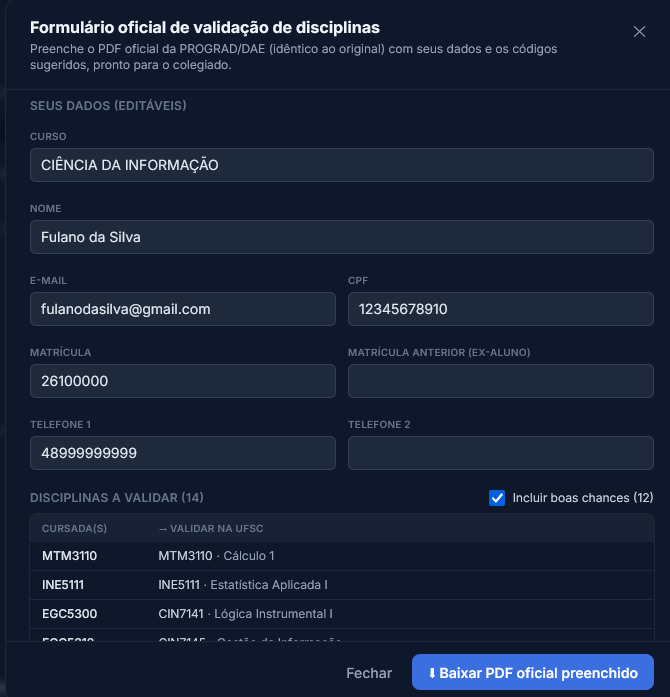 Formulário oficial de validação de disciplinas
Preenche o PDF oficial da PROGRAD/DAE (idêntico ao original) com seus dados e os códigos
sugeridos, pronto para o colegiado.
SEUS DADOS (EDITÁVEIS)
CURSO
CIÊNCIA DA INFORMAÇÃO
NOME
Fulano da Silva
E-MAIL CPF
fulanodasilva@gmail.com 12345678910
MATRÍCULA MATRÍCULA ANTERIOR (EX-ALUNO)
26100000
TELEFONE 1 TELEFONE 2
48999999999
DISCIPLINAS A VALIDAR (14) Incluir boas chances (12)
CURSADA(S) → VALIDAR NA UFSC
MTM3110 MTM3110 · Cálculo 1
INE5111 INE5111 · Estatística Aplicada I
EGC5300 CIN7141 · Lógica Instrumental I
Fechar ⬇ Baixar PDF oficial preenchido